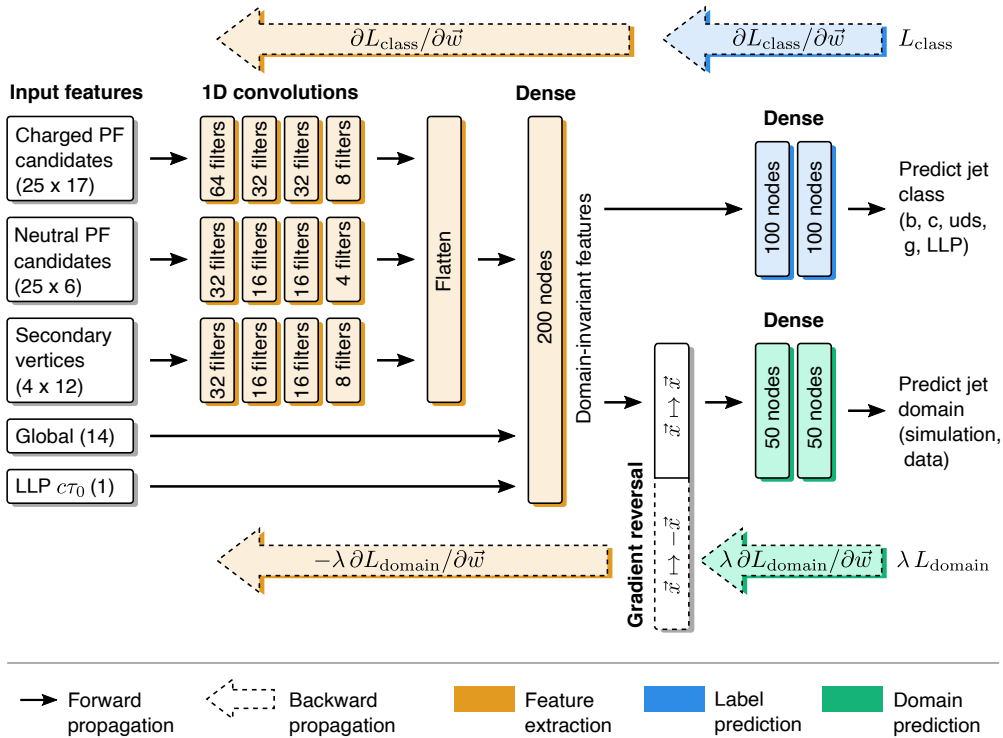 ∂L_class/∂w⃗
∂L_class/∂w⃗
L_class
Input features
1D convolutions
Dense
Charged PF
candidates
(25 x 17)
64 filters
32 filters
32 filters
8 filters
Neutral PF
candidates
(25 x 6)
32 filters
16 filters
16 filters
4 filters
Secondary
vertices
(4 x 12)
32 filters
16 filters
16 filters
8 filters
Global (14)
LLP cτ₀ (1)
Flatten
200 nodes
Domain-invariant features
Dense
100 nodes
100 nodes
Predict jet
class
(b, c, uds,
g, LLP)
Gradient reversal
x⃗ ↦ x⃗
x⃗ ↦ −x⃗
Dense
50 nodes
50 nodes
Predict jet
domain
(simulation,
data)
−λ ∂L_domain/∂w⃗
λ ∂L_domain/∂w⃗
λ L_domain
Forward
propagation
Backward
propagation
Feature
extraction
Label
prediction
Domain
prediction